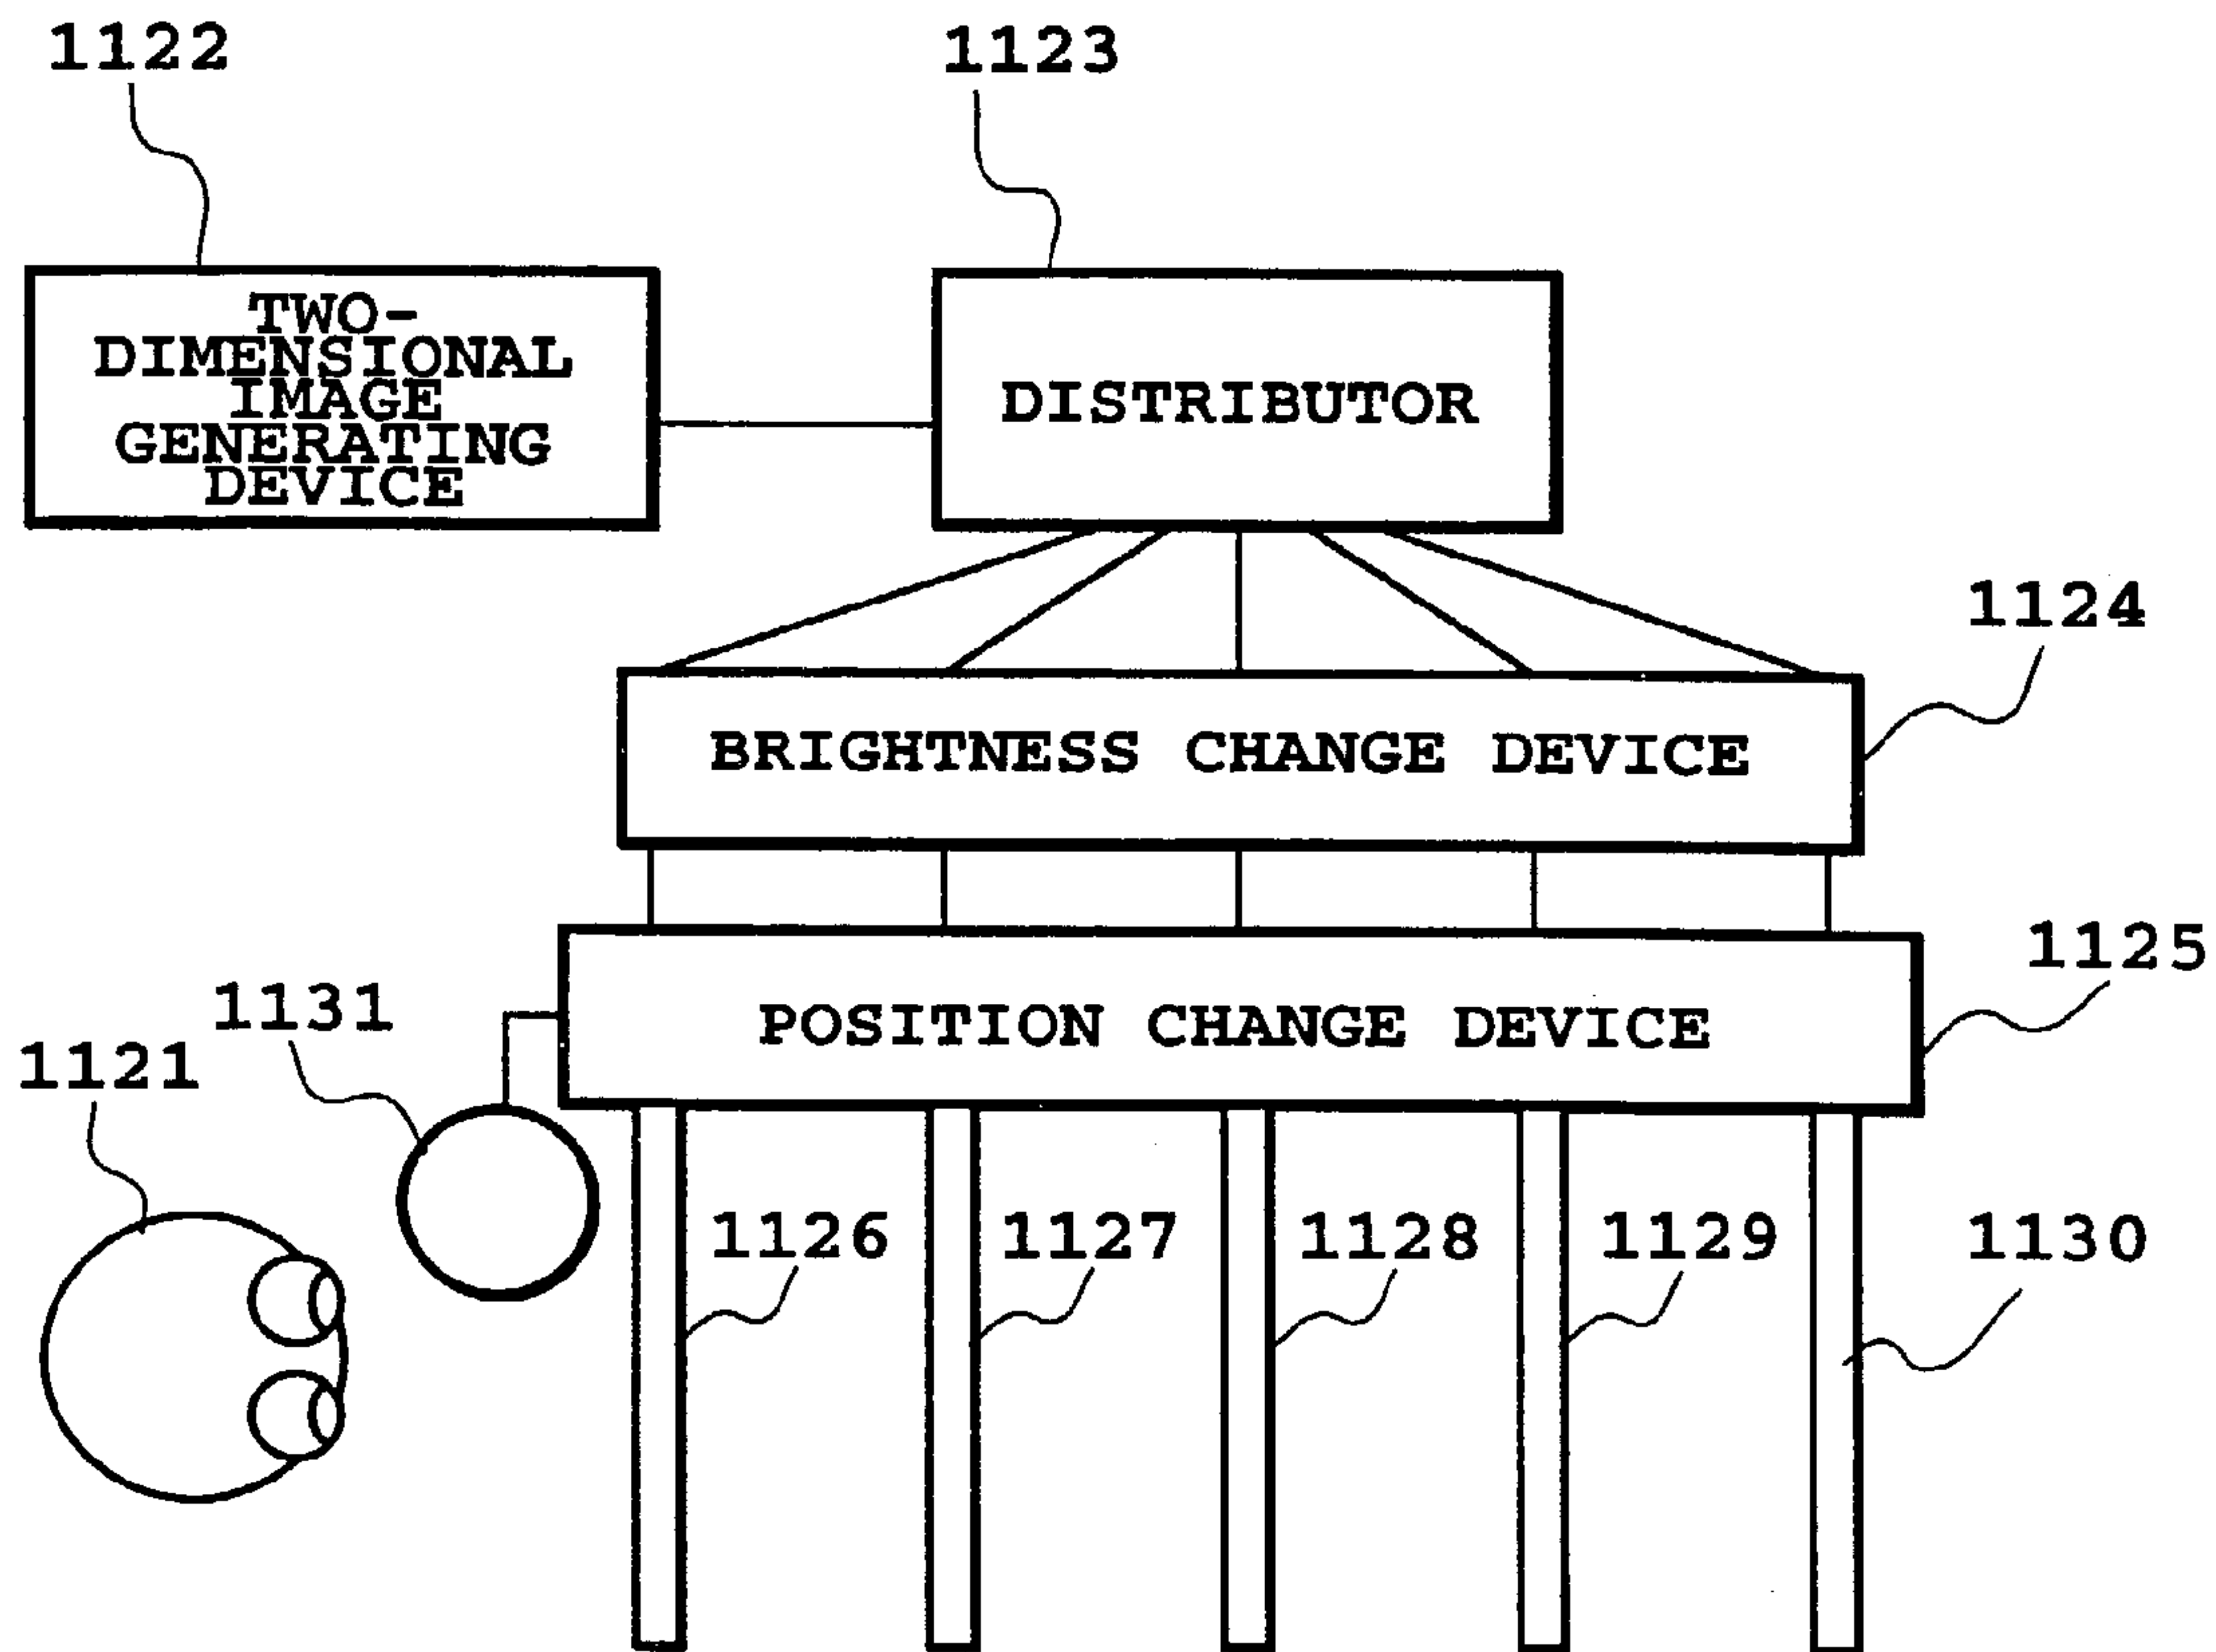 1122
1123
TWO-
DIMENSIONAL
IMAGE
GENERATING
DEVICE
DISTRIBUTOR
1124
BRIGHTNESS CHANGE DEVICE
1125
POSITION CHANGE DEVICE
1131
1121
1126
1127
1128
1129
1130